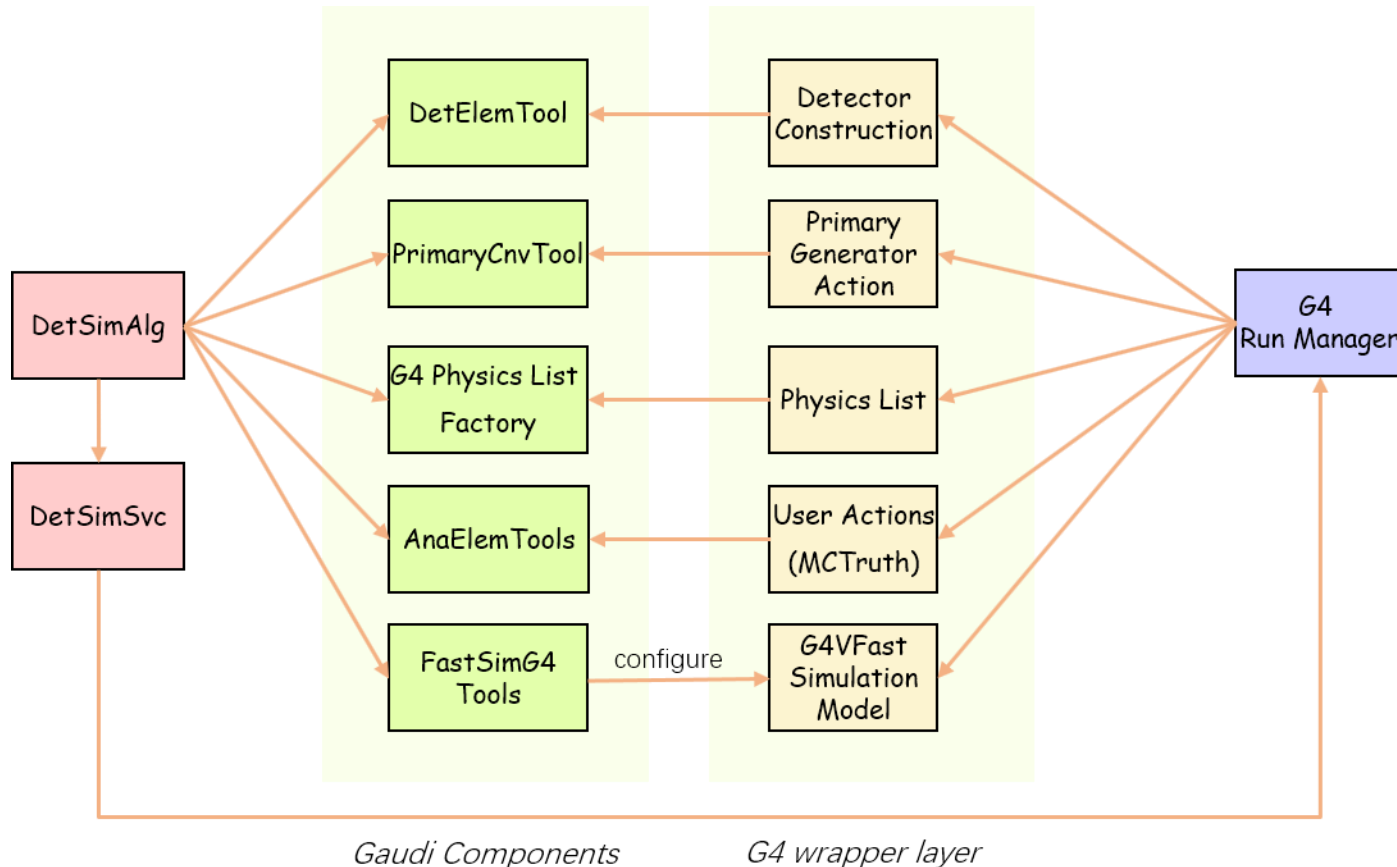 DetSimAlg
DetSimSvc
DetElemTool
PrimaryCnvTool
G4 Physics List
Factory
AnaElemTools
FastSimG4
Tools
configure
Detector
Construction
Primary
Generator
Action
Physics List
User Actions
(MCTruth)
G4VFast
Simulation
Model
G4
Run Manager
Gaudi Components
G4 wrapper layer